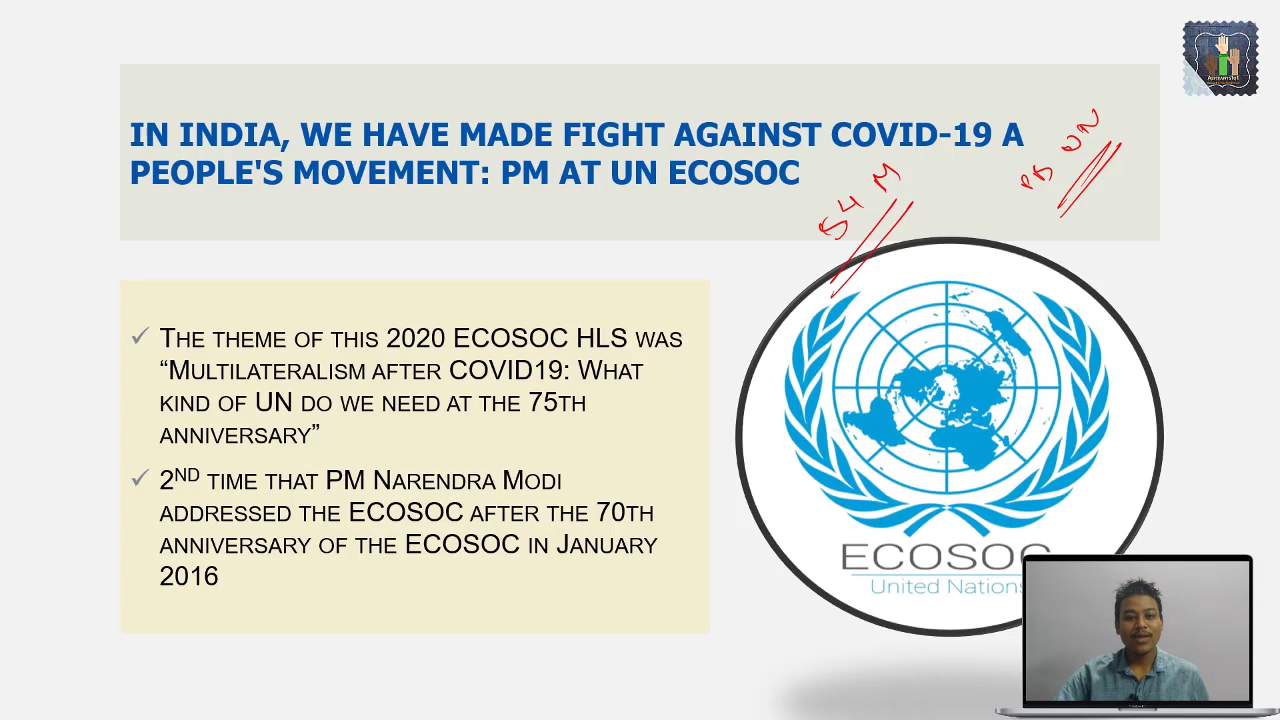 IN INDIA, WE HAVE MADE FIGHT AGAINST COVID-19 A
PEOPLE'S MOVEMENT: PM AT UN ECOSOC
54 M
THE THEME OF THIS 2020 ECOSOC HLS WAS
“MULTILATERALISM AFTER COVID19: WHAT
KIND OF UN DO WE NEED AT THE 75TH
ANNIVERSARY”
2ND TIME THAT PM NARENDRA MODI
ADDRESSED THE ECOSOC AFTER THE 70TH
ANNIVERSARY OF THE ECOSOC IN JANUARY
2016
ECOSOC
United Nations